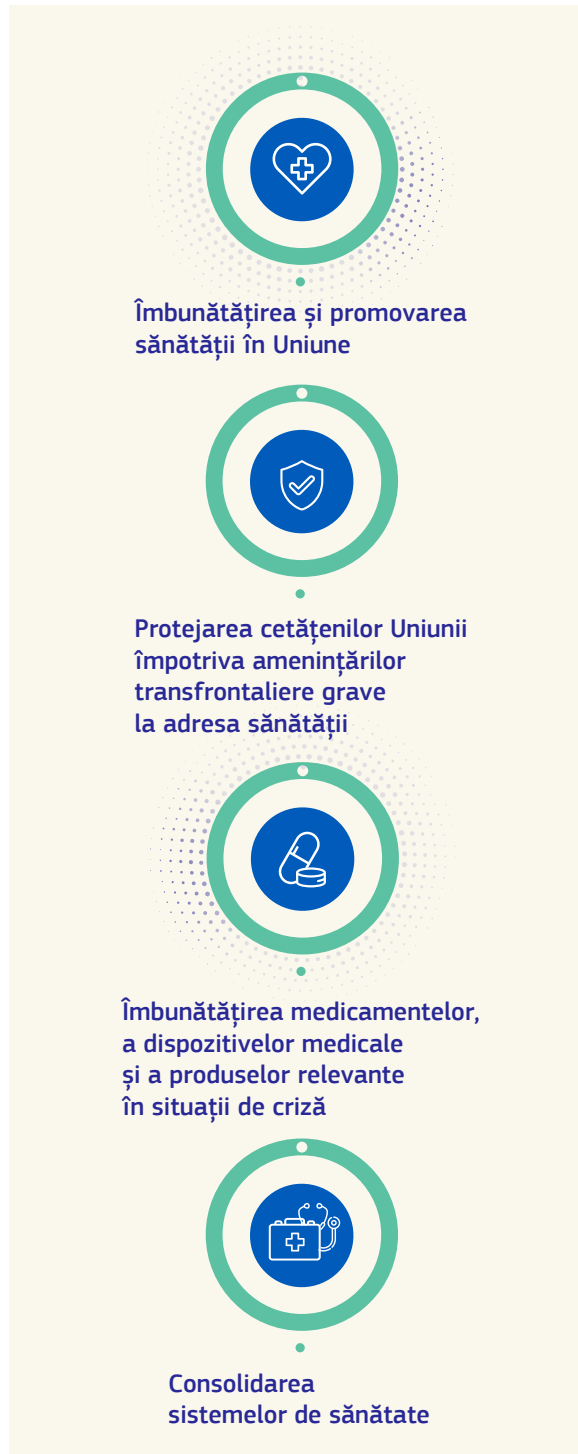 Îmbunătățirea și promovarea
sănătății în Uniune
Protejarea cetățenilor Uniunii
împotriva amenințărilor
transfrontaliere grave
la adresa sănătății
Îmbunătățirea medicamentelor,
a dispozitivelor medicale
și a produselor relevante
în situații de criză
Consolidarea
sistemelor de sănătate